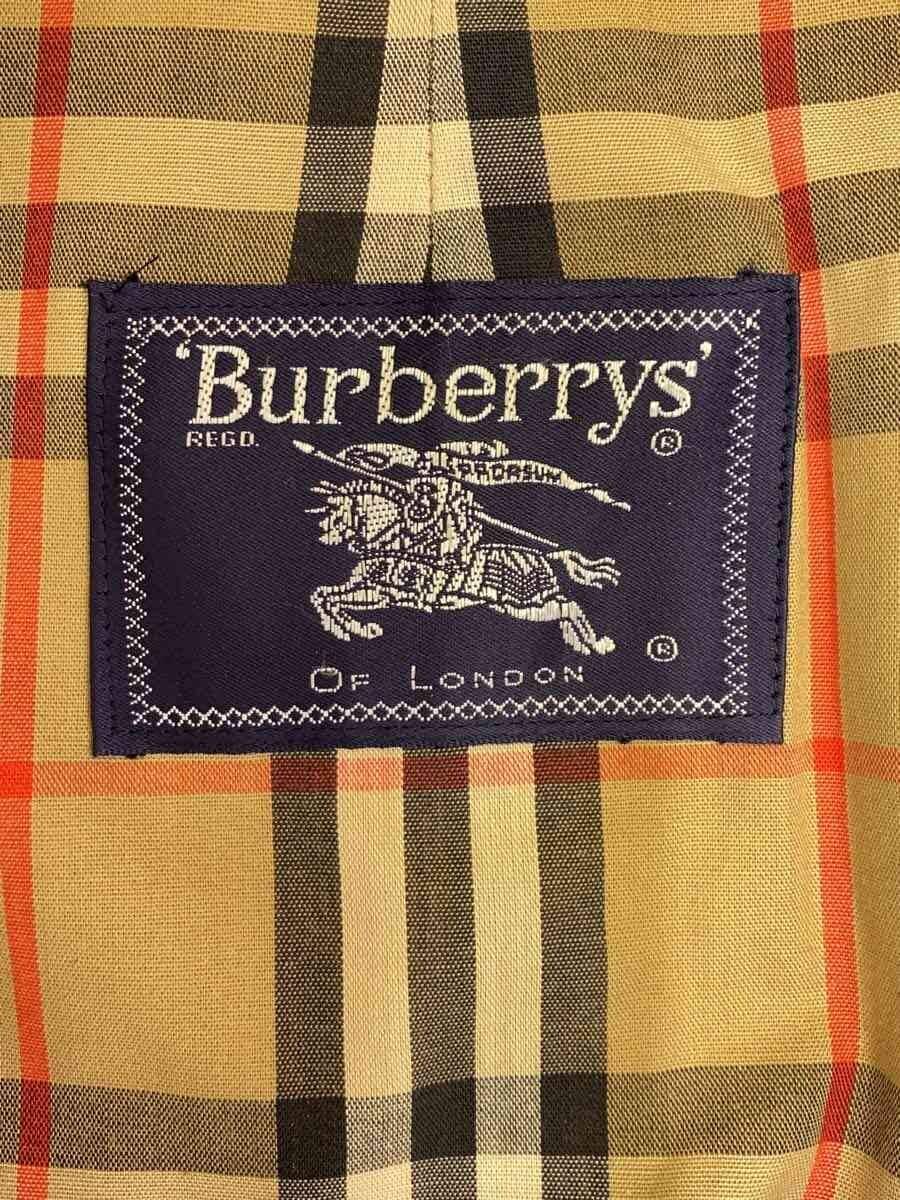 'Burberrys'
REGD. ®
PRORSUM
®
OF LONDON